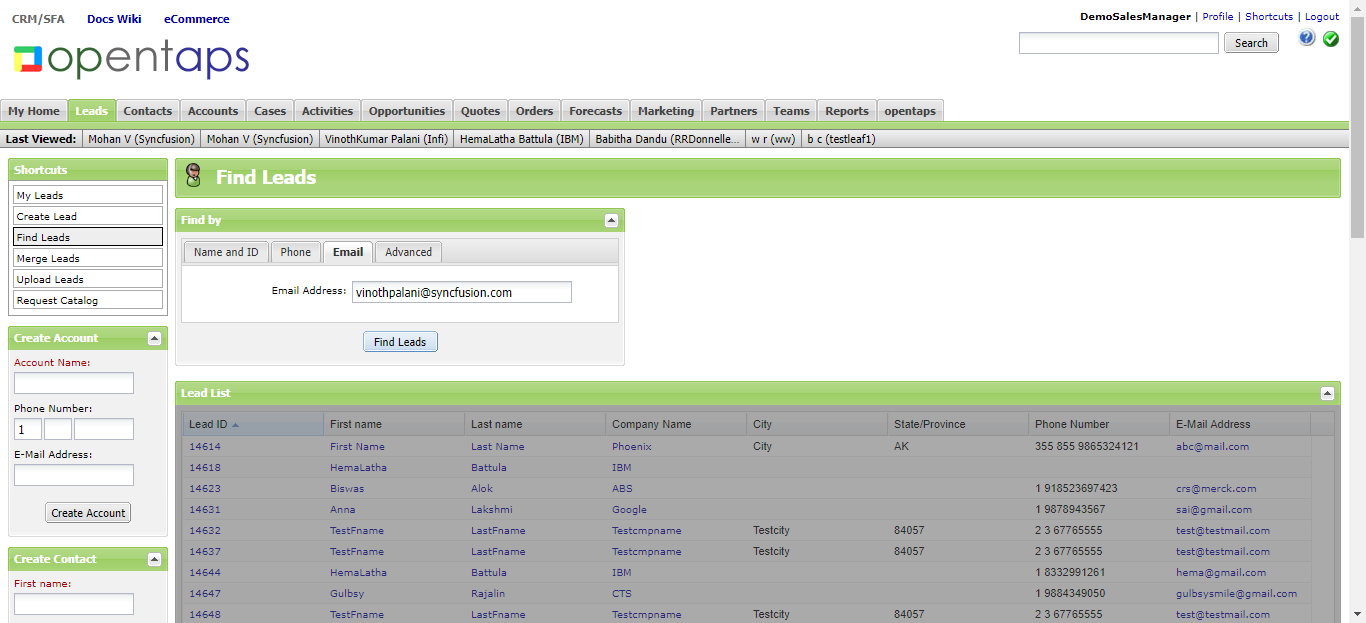 CRM/SFA Docs Wiki eCommerce
DemoSalesManager | Profile | Shortcuts | Logout
opentaps
Search
My Home Leads Contacts Accounts Cases Activities Opportunities Quotes Orders Forecasts Marketing Partners Teams Reports opentaps
Last Viewed: Mohan V (Syncfusion) Mohan V (Syncfusion) VinothKumar Palani (Infi) HemaLatha Battula (IBM) Babitha Dandu (RRDonnelle... w r (ww) b c (testleaf1)
Shortcuts
My Leads
Create Lead
Find Leads
Merge Leads
Upload Leads
Request Catalog
Create Account
Account Name:
Phone Number:
1
E-Mail Address:
Create Account
Create Contact
First name:
Find Leads
Find by
Name and ID Phone Email Advanced
Email Address: vinothpalani@syncfusion.com
Find Leads
Lead List
Lead ID First name Last name Company Name City State/Province Phone Number E-Mail Address
14614 First Name Last Name Phoenix City AK 355 855 9865324121 abc@mail.com
14618 HemaLatha Battula IBM
14623 Biswas Alok ABS 1 918523697423 crs@merck.com
14631 Anna Lakshmi Google 1 9878943567 sai@gmail.com
14632 TestFname LastFname Testcmpname Testcity 84057 2 3 67765555 test@testmail.com
14637 TestFname LastFname Testcmpname Testcity 84057 2 3 67765555 test@testmail.com
14644 HemaLatha Battula IBM 1 8332991261 hema@gmail.com
14647 Gulbsy Rajalin CTS 1 9884349050 gulbsysmile@gmail.com
14648 TestFname LastFname Testcmpname Testcity 84057 2 3 67765555 test@testmail.com